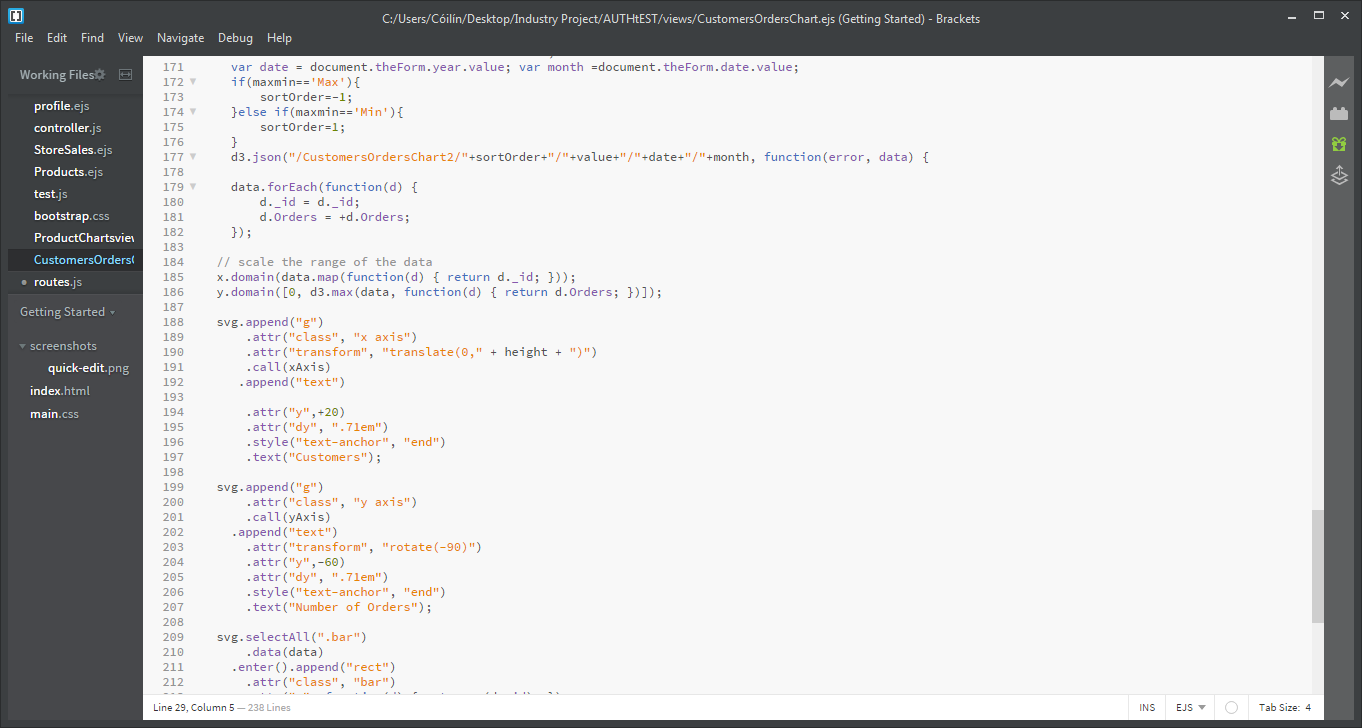 C:/Users/Cóilín/Desktop/Industry Project/AUTHtEST/views/CustomersOrdersChart.ejs (Getting Started) - Brackets
File Edit Find View Navigate Debug Help
Working Files
profile.ejs
controller.js
StoreSales.ejs
Products.ejs
test.js
bootstrap.css
ProductChartsview
CustomersOrdersC
routes.js
Getting Started
screenshots
quick-edit.png
index.html
main.css
171 var date = document.theForm.year.value; var month =document.theForm.date.value;
172 if(maxmin=='Max'){
173 sortOrder=-1;
174 }else if(maxmin=='Min'){
175 sortOrder=1;
176 }
177 d3.json("/CustomersOrdersChart2/"+sortOrder+"/"+value+"/"+date+"/"+month, function(error, data) {
178
179 data.forEach(function(d) {
180 d._id = d._id;
181 d.Orders = +d.Orders;
182 });
183
184 // scale the range of the data
185 x.domain(data.map(function(d) { return d._id; }));
186 y.domain([0, d3.max(data, function(d) { return d.Orders; })]);
187
188 svg.append("g")
189 .attr("class", "x axis")
190 .attr("transform", "translate(0," + height + ")")
191 .call(xAxis)
192 .append("text")
193
194 .attr("y",+20)
195 .attr("dy", ".71em")
196 .style("text-anchor", "end")
197 .text("Customers");
198
199 svg.append("g")
200 .attr("class", "y axis")
201 .call(yAxis)
202 .append("text")
203 .attr("transform", "rotate(-90)")
204 .attr("y",-60)
205 .attr("dy", ".71em")
206 .style("text-anchor", "end")
207 .text("Number of Orders");
208
209 svg.selectAll(".bar")
210 .data(data)
211 .enter().append("rect")
212 .attr("class", "bar")
Line 29, Column 5 — 238 Lines
INS EJS Tab Size: 4